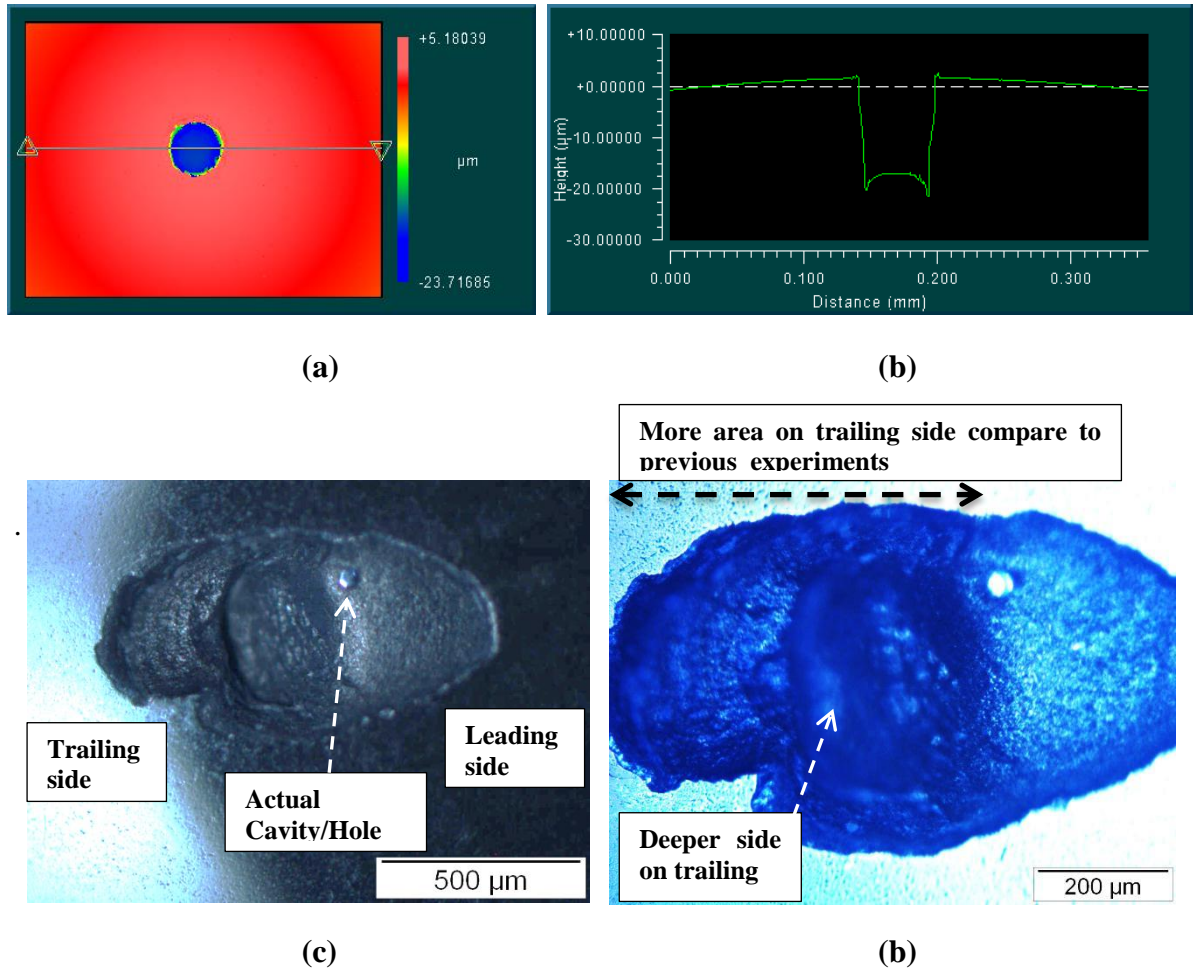 +5.18039
µm
-23.71685
+10.00000
+0.00000
-10.00000
-20.00000
-30.00000
Height (µm)
0.000
0.100
0.200
0.300
Distance (mm)
(a)
(b)
More area on trailing side compare to
previous experiments
.
Trailing
side
Leading
side
Actual
Cavity/Hole
500 µm
Deeper side
on trailing
200 µm
(c)
(b)